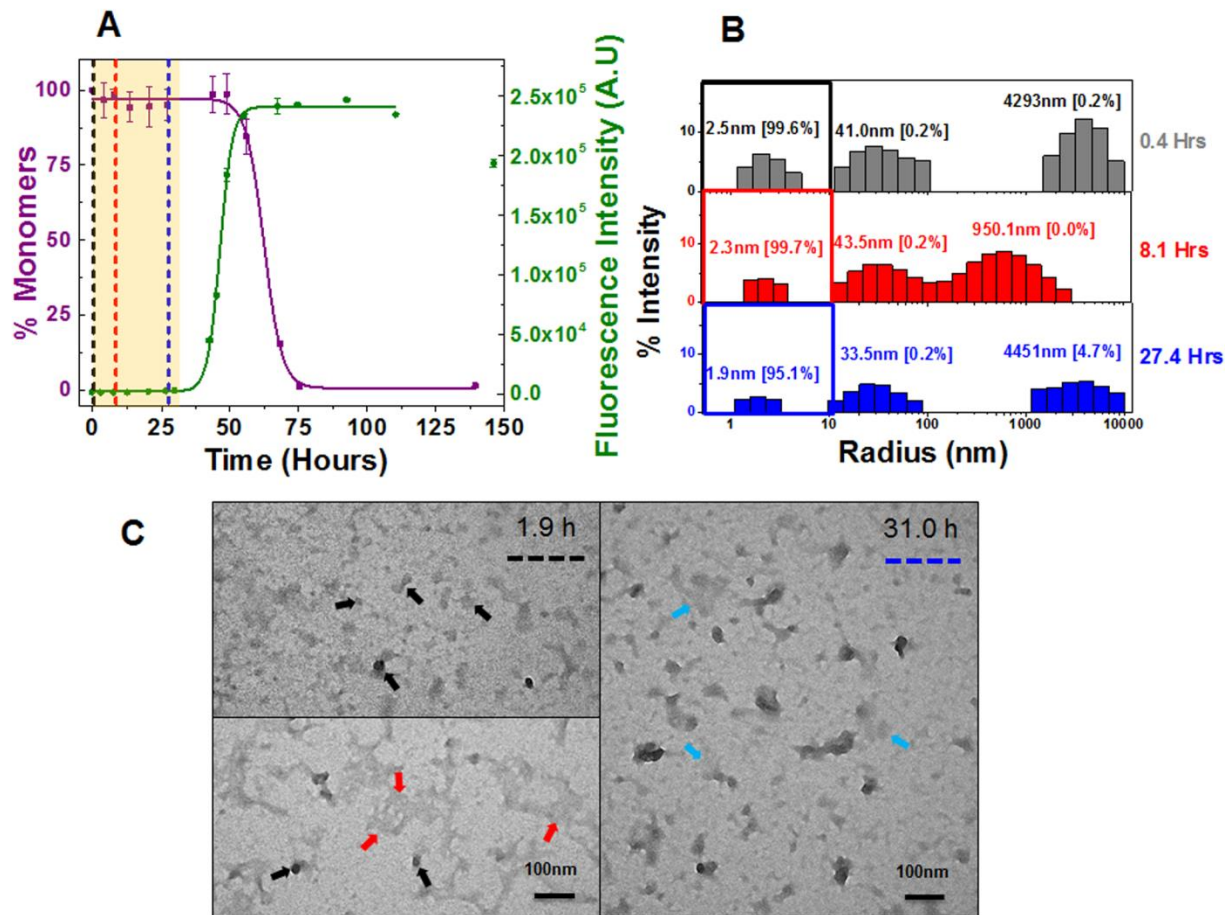 A
% Monomers
100
75
50
25
0
2.5x10⁵
2.0x10⁵
1.5x10⁵
1.0x10⁵
5.0x10⁴
0.0
Fluorescence Intensity (A.U)
0 25 50 75 100 125 150
Time (Hours)
B
% Intensity
10
0
2.5nm [99.6%] 41.0nm [0.2%] 4293nm [0.2%]
0.4 Hrs
10
0
2.3nm [99.7%] 43.5nm [0.2%] 950.1nm [0.0%]
8.1 Hrs
10
0
1.9nm [95.1%] 33.5nm [0.2%] 4451nm [4.7%]
27.4 Hrs
1 10 100 1000 10000
Radius (nm)
C
1.9 h
100nm
31.0 h
100nm